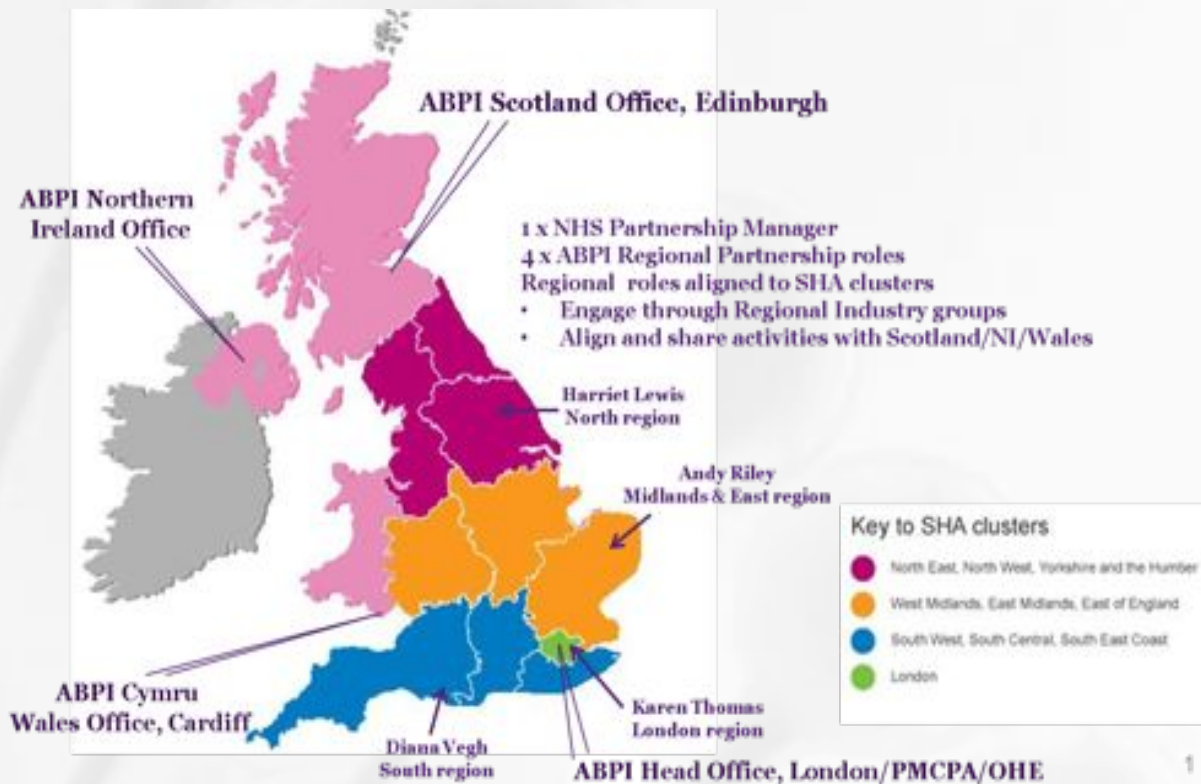 ABPI Scotland Office, Edinburgh
ABPI Northern
Ireland Office
1 x NHS Partnership Manager
4 x ABPI Regional Partnership roles
Regional roles aligned to SHA clusters
• Engage through Regional Industry groups
• Align and share activities with Scotland/NI/Wales
Harriet Lewis
North region
Andy Riley
Midlands & East region
Key to SHA clusters
North East, North West, Yorkshire and the Humber
West Midlands, East Midlands, East of England
South West, South Central, South East Coast
London
ABPI Cymru
Wales Office, Cardiff
Karen Thomas
London region
Diana Vegh
South region
ABPI Head Office, London/PMCPA/OHE
1